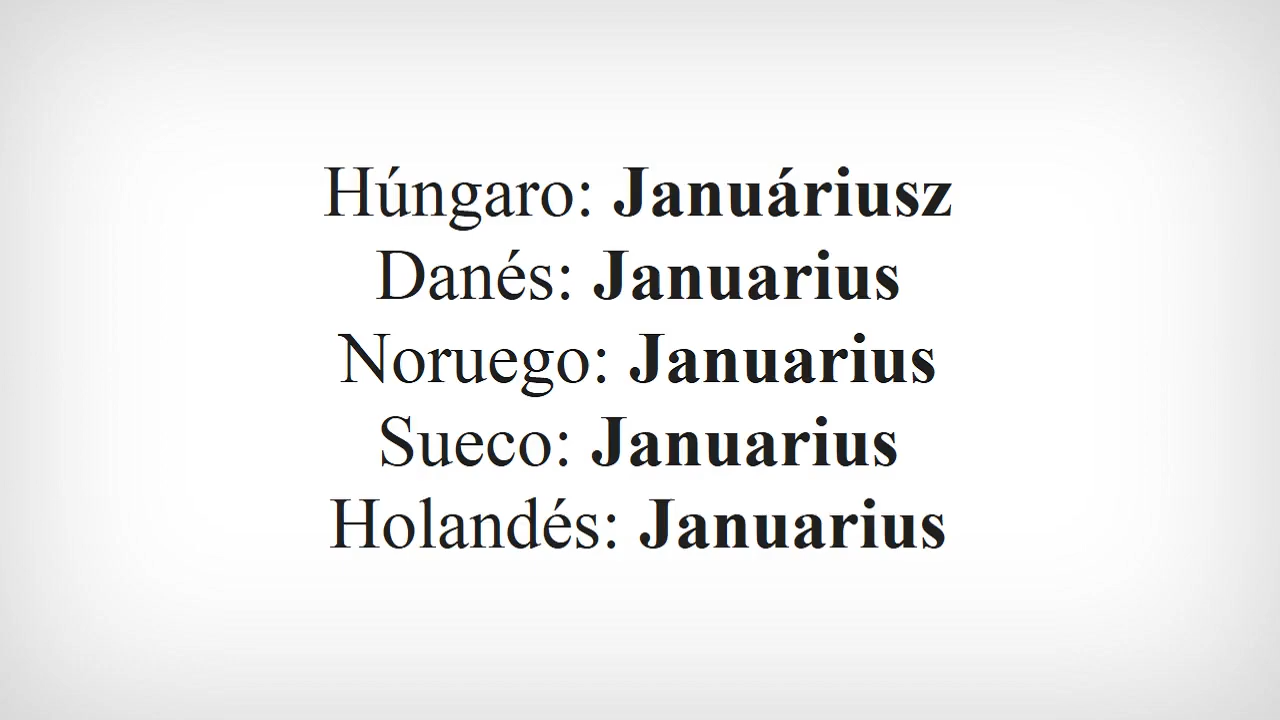 Húngaro: Januáriusz
Danés: Januarius
Noruego: Januarius
Sueco: Januarius
Holandés: Januarius